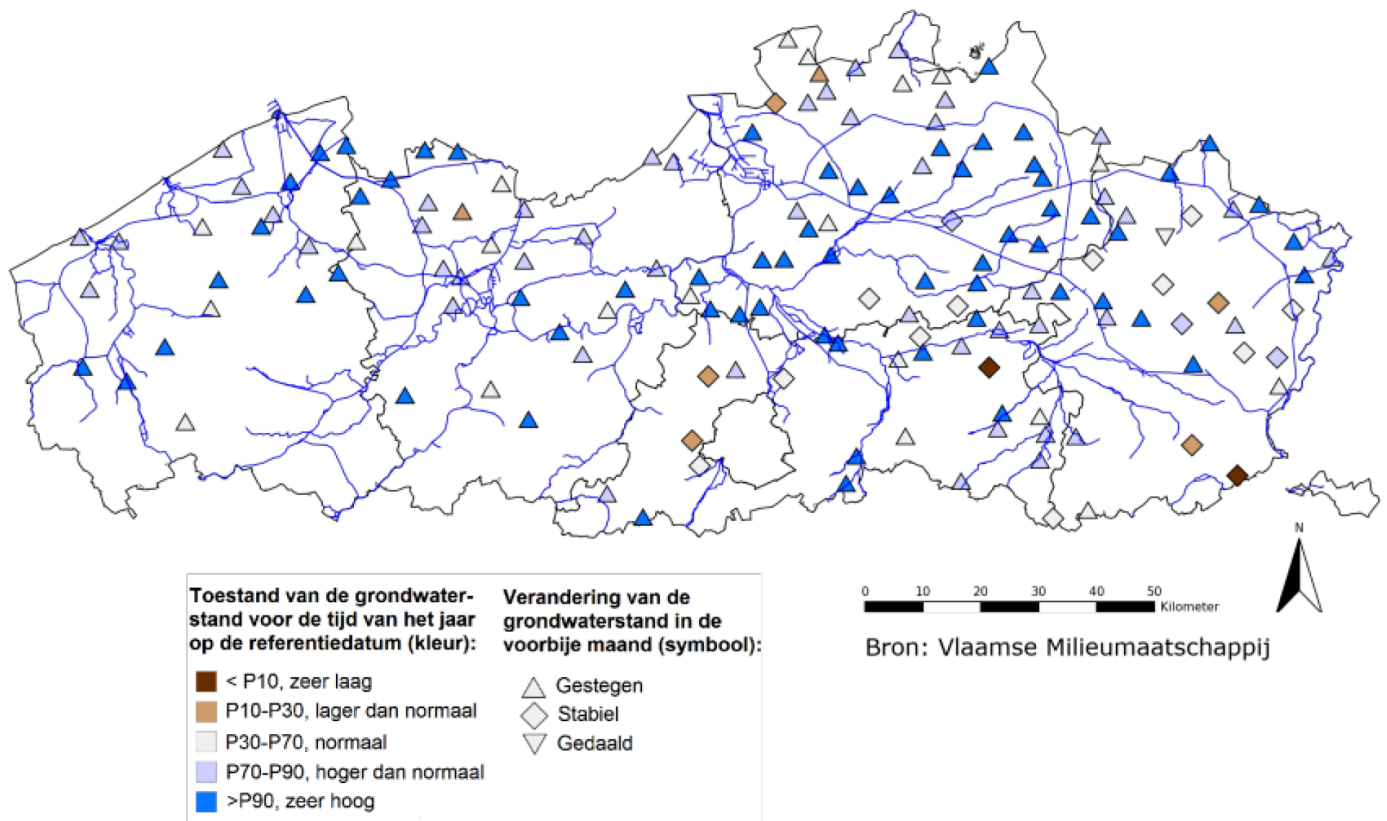 N
0 10 20 30 40 50
Kilometer
Bron: Vlaamse Milieumaatschappij
Toestand van de grondwater-
stand voor de tijd van het jaar
op de referentiedatum (kleur):
< P10, zeer laag
P10-P30, lager dan normaal
P30-P70, normaal
P70-P90, hoger dan normaal
>P90, zeer hoog
Verandering van de
grondwaterstand in de
voorbije maand (symbool):
Gestegen
Stabiel
Gedaald